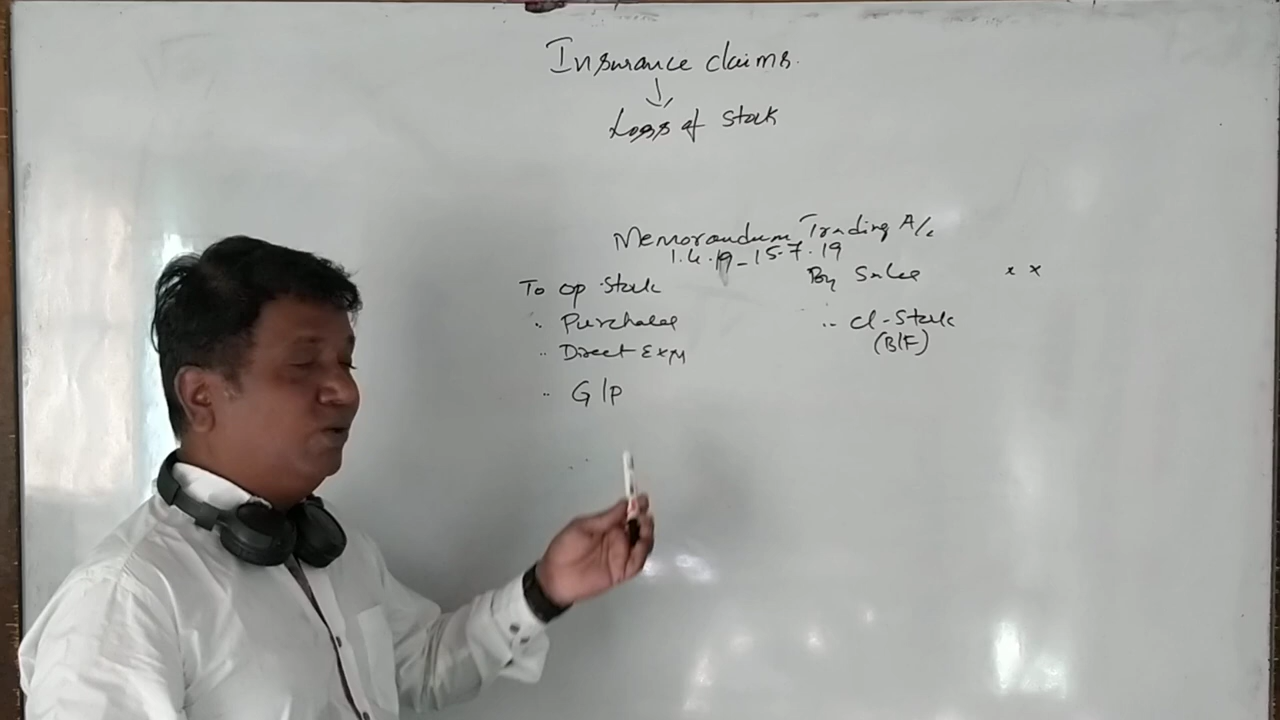 Insurance claims.
Loss of Stock
Memorandum Trading A/c
1.4.19 - 15.7.19
To op. Stock By Sales x x
" Purchases " cl-Stock
" Direct Exp (B/F)
" G/P